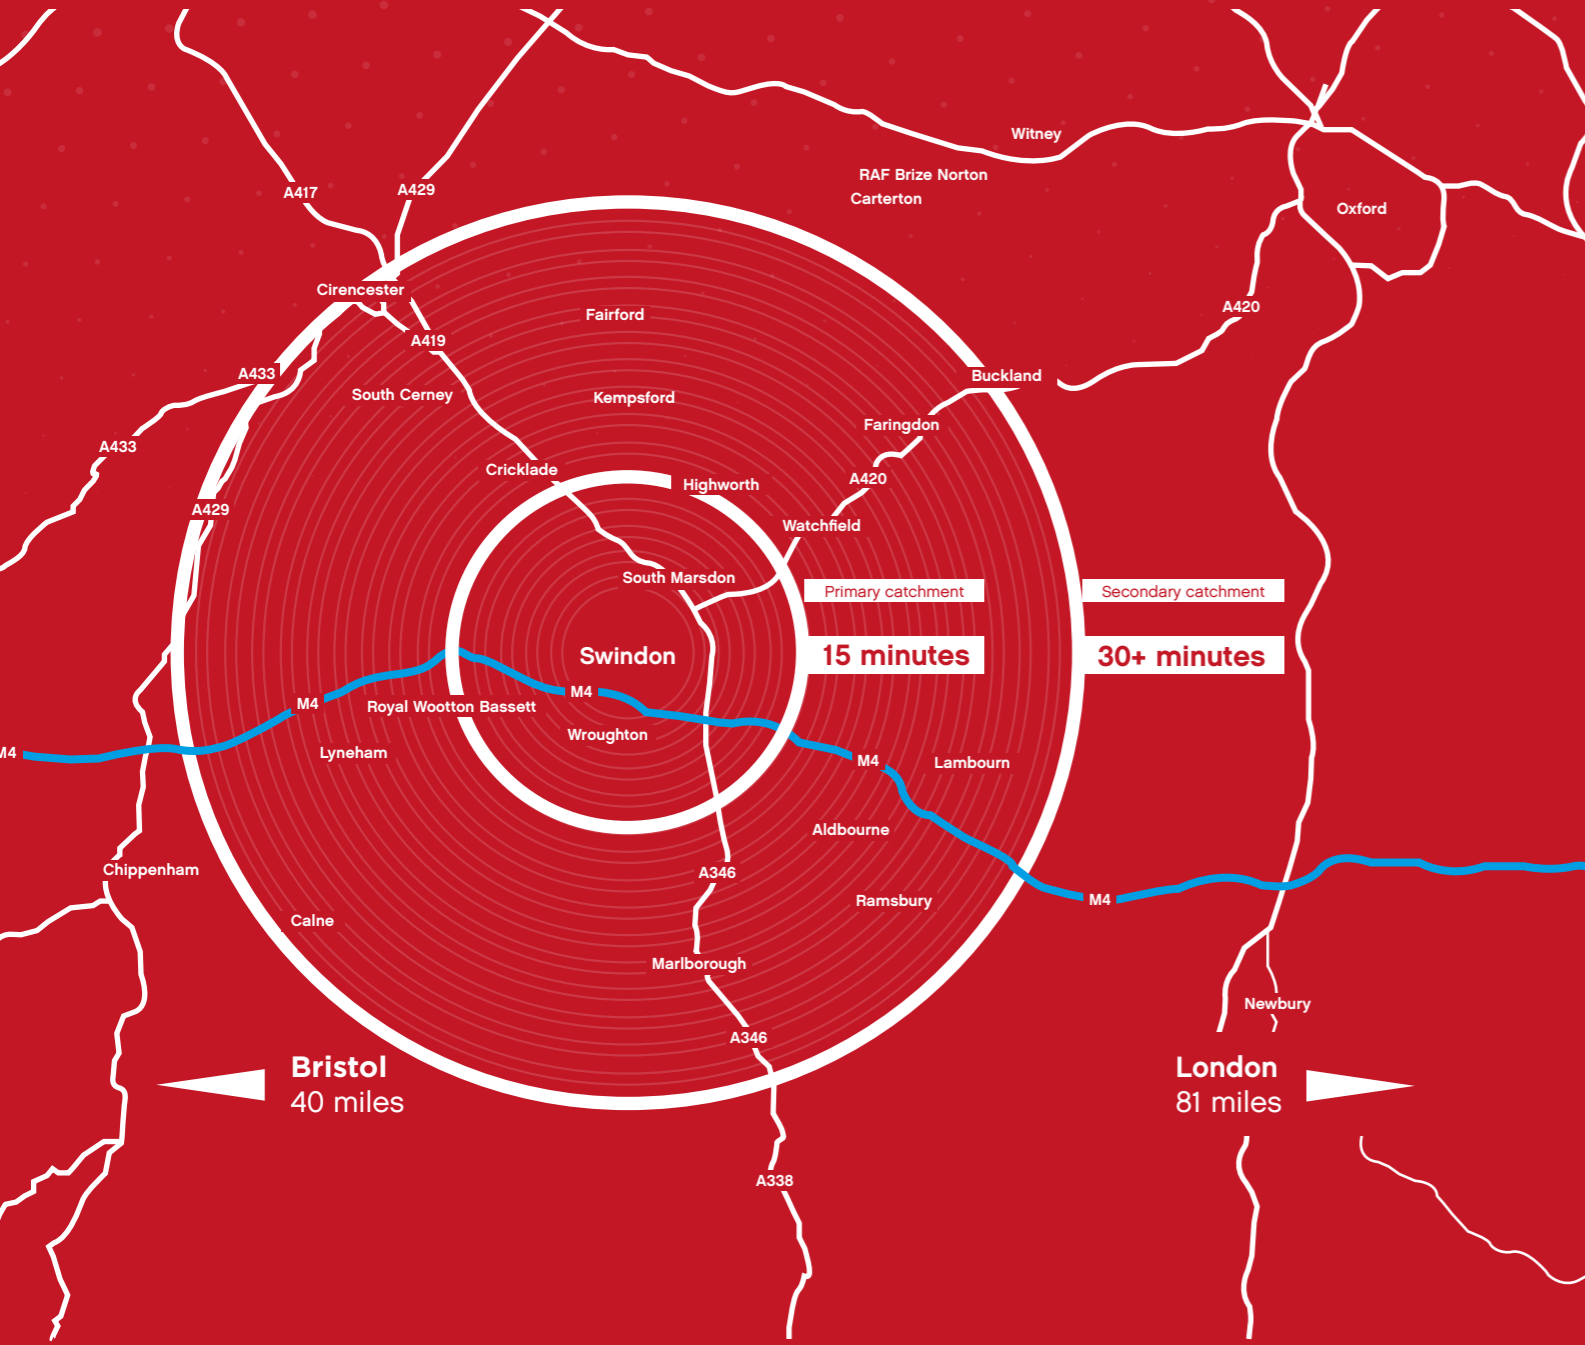 Witney
RAF Brize Norton
Carterton
A417
A429
Oxford
Cirencester
A420
Fairford
A419
A433
Buckland
South Cerney
Kempsford
Faringdon
A433
Cricklade
A420
Highworth
A429
Watchfield
South Marsdon
Primary catchment
Secondary catchment
Swindon
15 minutes
30+ minutes
M4
M4
Royal Wootton Bassett
Wroughton
M4
Lyneham
M4
Lambourn
Aldbourne
Chippenham
A346
Ramsbury
M4
Calne
Marlborough
Newbury
A346
Bristol
40 miles
London
81 miles
A338